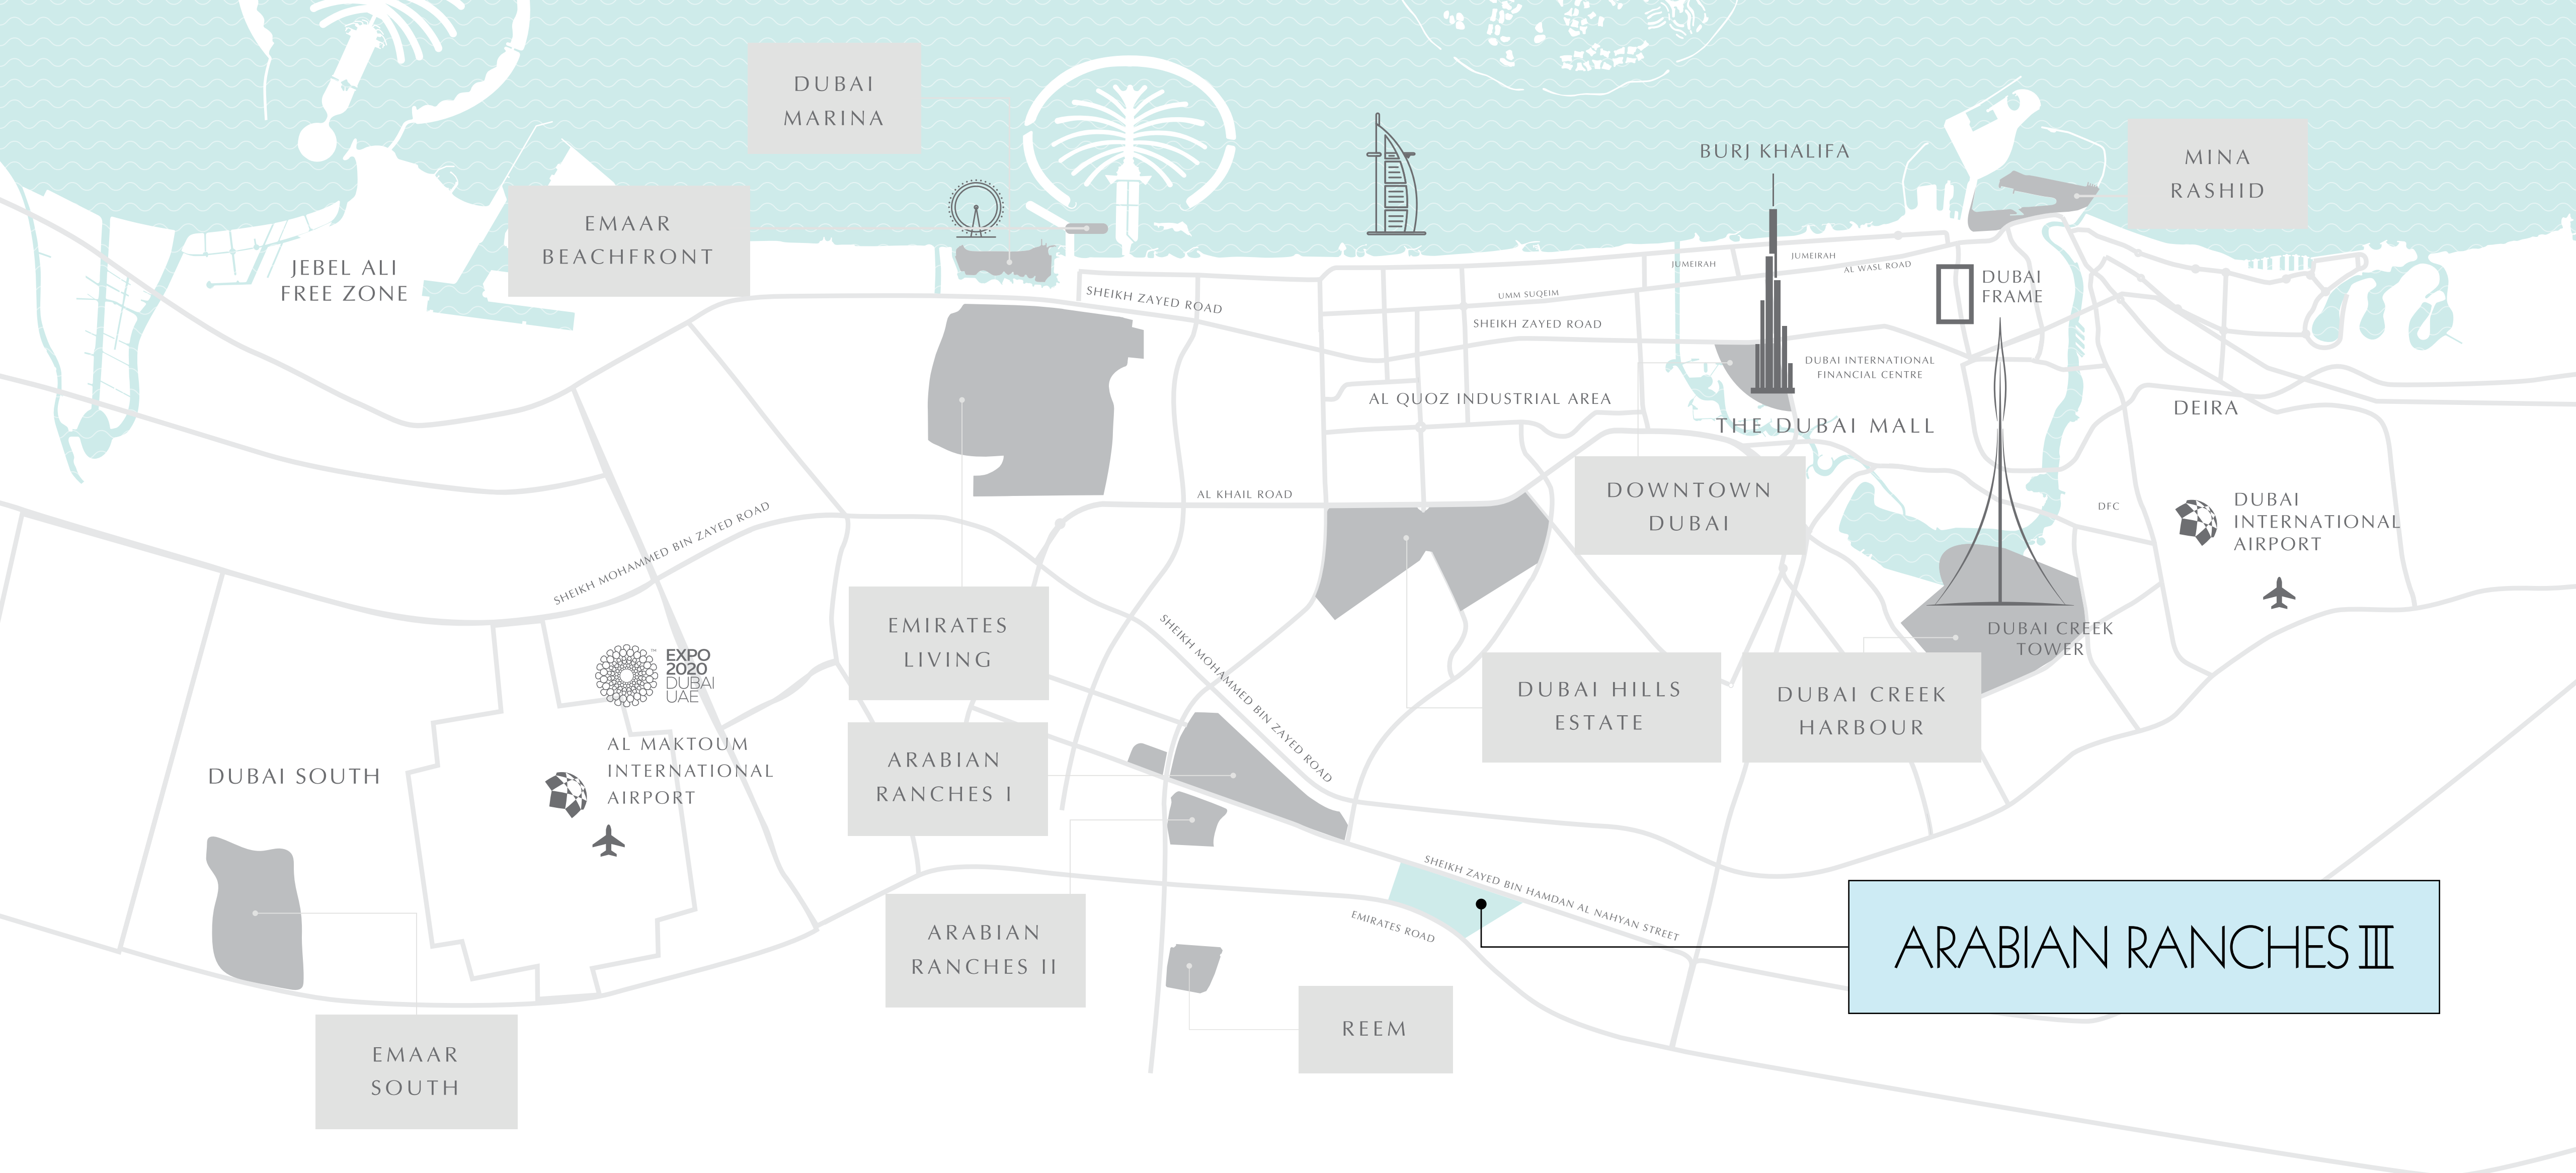 DUBAI
MARINA
BURJ KHALIFA
MINA
RASHID
EMAAR
BEACHFRONT
JEBEL ALI
FREE ZONE
SHEIKH ZAYED ROAD
JUMEIRAH
JUMEIRAH
AL WASL ROAD
UMM SUQEIM
SHEIKH ZAYED ROAD
DUBAI
FRAME
DUBAI INTERNATIONAL
FINANCIAL CENTRE
AL QUOZ INDUSTRIAL AREA
THE DUBAI MALL
DEIRA
AL KHAIL ROAD
DOWNTOWN
DUBAI
DFC
DUBAI
INTERNATIONAL
AIRPORT
SHEIKH MOHAMMED BIN ZAYED ROAD
EMIRATES
LIVING
SHEIKH MOHAMMED BIN ZAYED ROAD
DUBAI CREEK
TOWER
EXPO
2020
DUBAI
UAE
™
DUBAI HILLS
ESTATE
DUBAI CREEK
HARBOUR
AL MAKTOUM
INTERNATIONAL
AIRPORT
DUBAI SOUTH
ARABIAN
RANCHES I
SHEIKH ZAYED BIN HAMDAN AL NAHYAN STREET
EMIRATES ROAD
ARABIAN
RANCHES II
ARABIAN RANCHES III
REEM
EMAAR
SOUTH